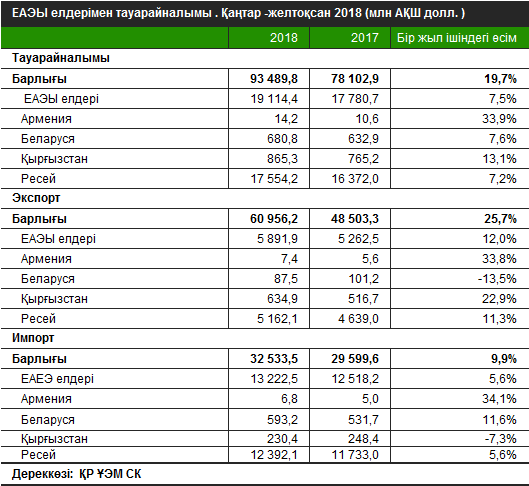 ЕАЭЫ елдерімен тауарайналымы . Қаңтар -желтоқсан 2018 (млн АҚШ долл. )
2018 2017 Бір жыл ішіндегі өсім
Тауарайналымы
Барлығы 93 489,8 78 102,9 19,7%
ЕАЭЫ елдері 19 114,4 17 780,7 7,5%
Армения 14,2 10,6 33,9%
Беларуся 680,8 632,9 7,6%
Қырғызстан 865,3 765,2 13,1%
Ресей 17 554,2 16 372,0 7,2%
Экспорт
Барлығы 60 956,2 48 503,3 25,7%
ЕАЭЫ елдері 5 891,9 5 262,5 12,0%
Армения 7,4 5,6 33,8%
Беларуся 87,5 101,2 -13,5%
Қырғызстан 634,9 516,7 22,9%
Ресей 5 162,1 4 639,0 11,3%
Импорт
Барлығы 32 533,5 29 599,6 9,9%
ЕАЕЭ елдері 13 222,5 12 518,2 5,6%
Армения 6,8 5,0 34,1%
Беларуся 593,2 531,7 11,6%
Қырғызстан 230,4 248,4 -7,3%
Ресей 12 392,1 11 733,0 5,6%
Дереккөзі: ҚР ҰЭМ СК